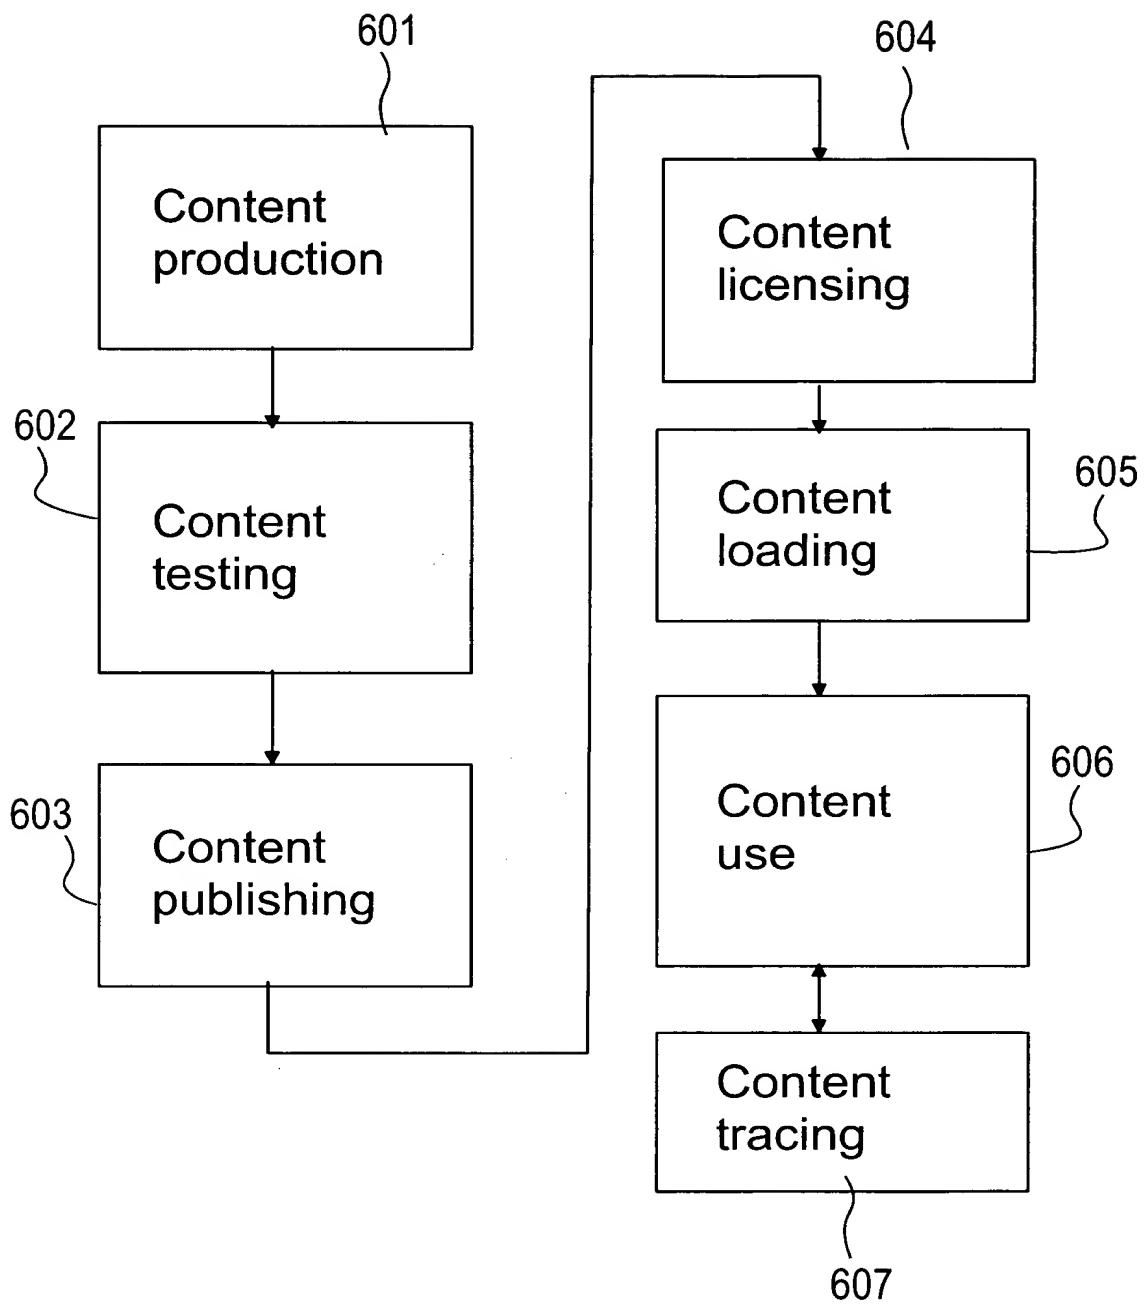 601
Content
production
602
Content
testing
603
Content
publishing
604
Content
licensing
605
Content
loading
606
Content
use
Content
tracing
607